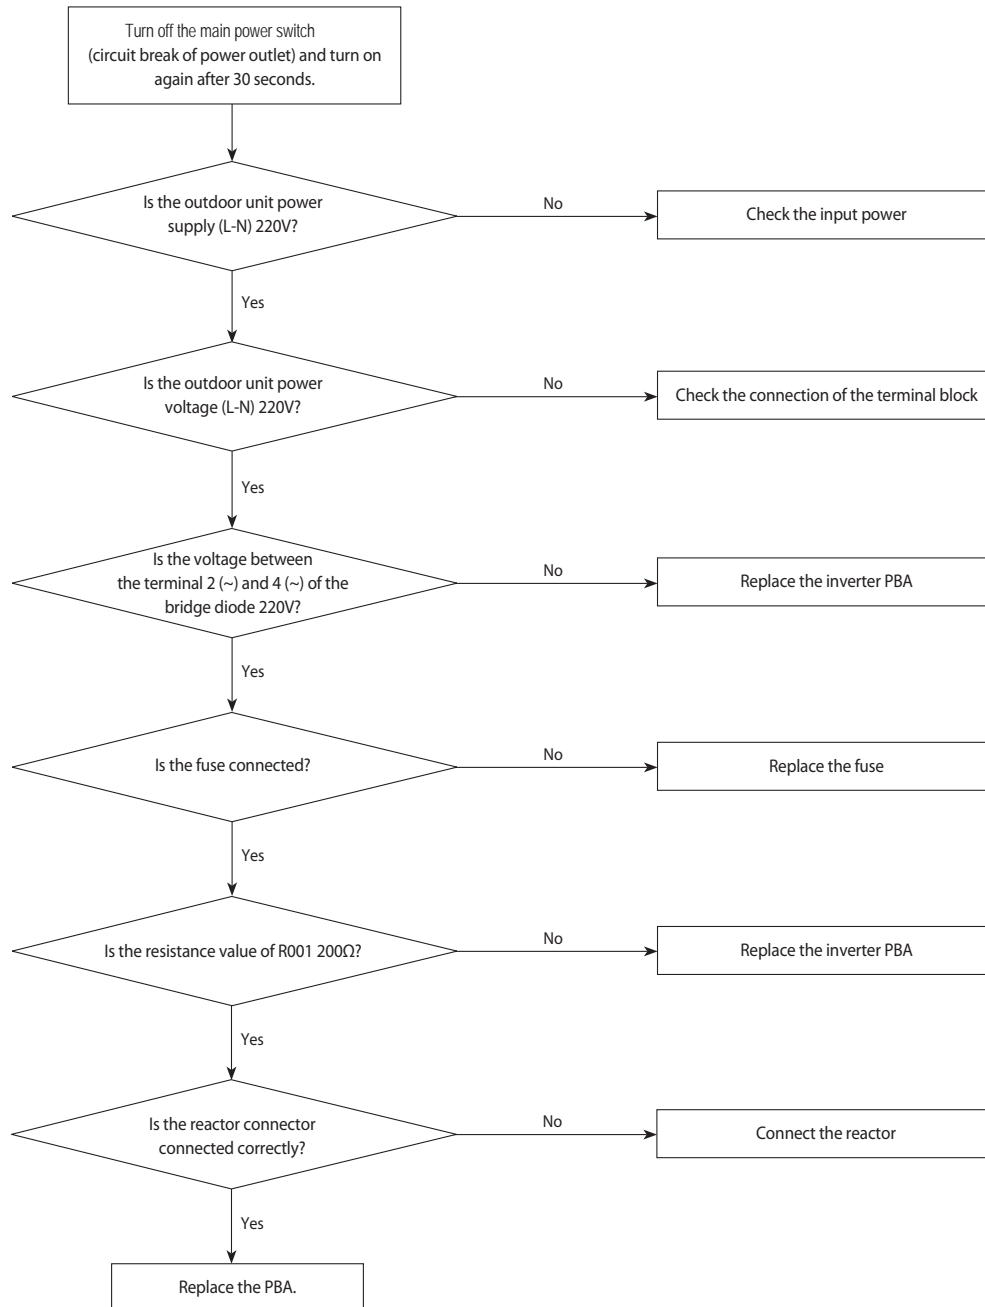 Turn off the main power switch
(circuit break of power outlet) and turn on
again after 30 seconds.
Is the outdoor unit power
supply (L-N) 220V?
No
Check the input power
Yes
Is the outdoor unit power
voltage (L-N) 220V?
No
Check the connection of the terminal block
Yes
Is the voltage between
the terminal 2 (~) and 4 (~) of the
bridge diode 220V?
No
Replace the inverter PBA
Yes
Is the fuse connected?
No
Replace the fuse
Yes
Is the resistance value of R001 200Ω?
No
Replace the inverter PBA
Yes
Is the reactor connector
connected correctly?
No
Connect the reactor
Yes
Replace the PBA.